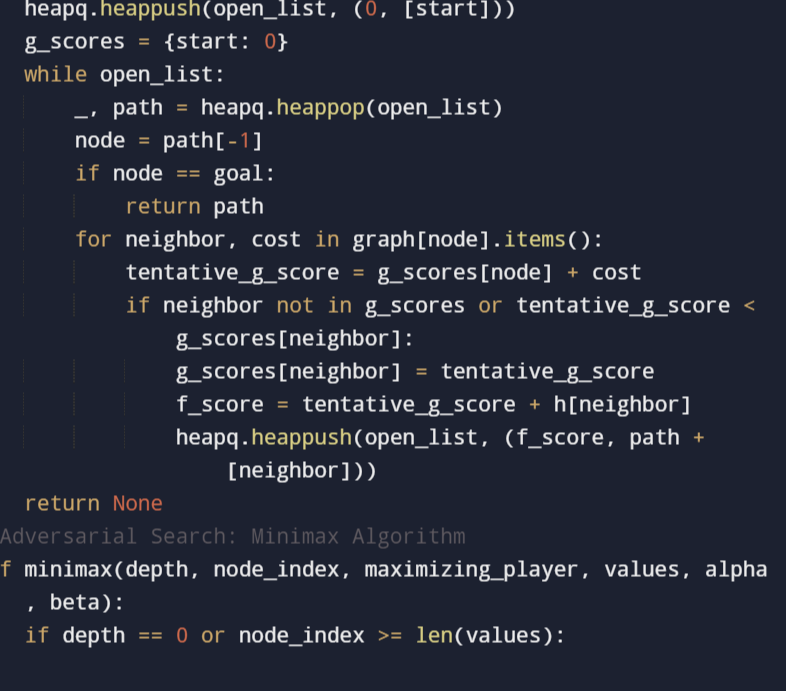 heapq.heappush(open_list, (0, [start]))
g_scores = {start: 0}
while open_list:
_, path = heapq.heappop(open_list)
node = path[-1]
if node == goal:
return path
for neighbor, cost in graph[node].items():
tentative_g_score = g_scores[node] + cost
if neighbor not in g_scores or tentative_g_score <
g_scores[neighbor]:
g_scores[neighbor] = tentative_g_score
f_score = tentative_g_score + h[neighbor]
heapq.heappush(open_list, (f_score, path +
[neighbor]))
return None
Adversarial Search: Minimax Algorithm
f minimax(depth, node_index, maximizing_player, values, alpha
, beta):
if depth == 0 or node_index >= len(values):